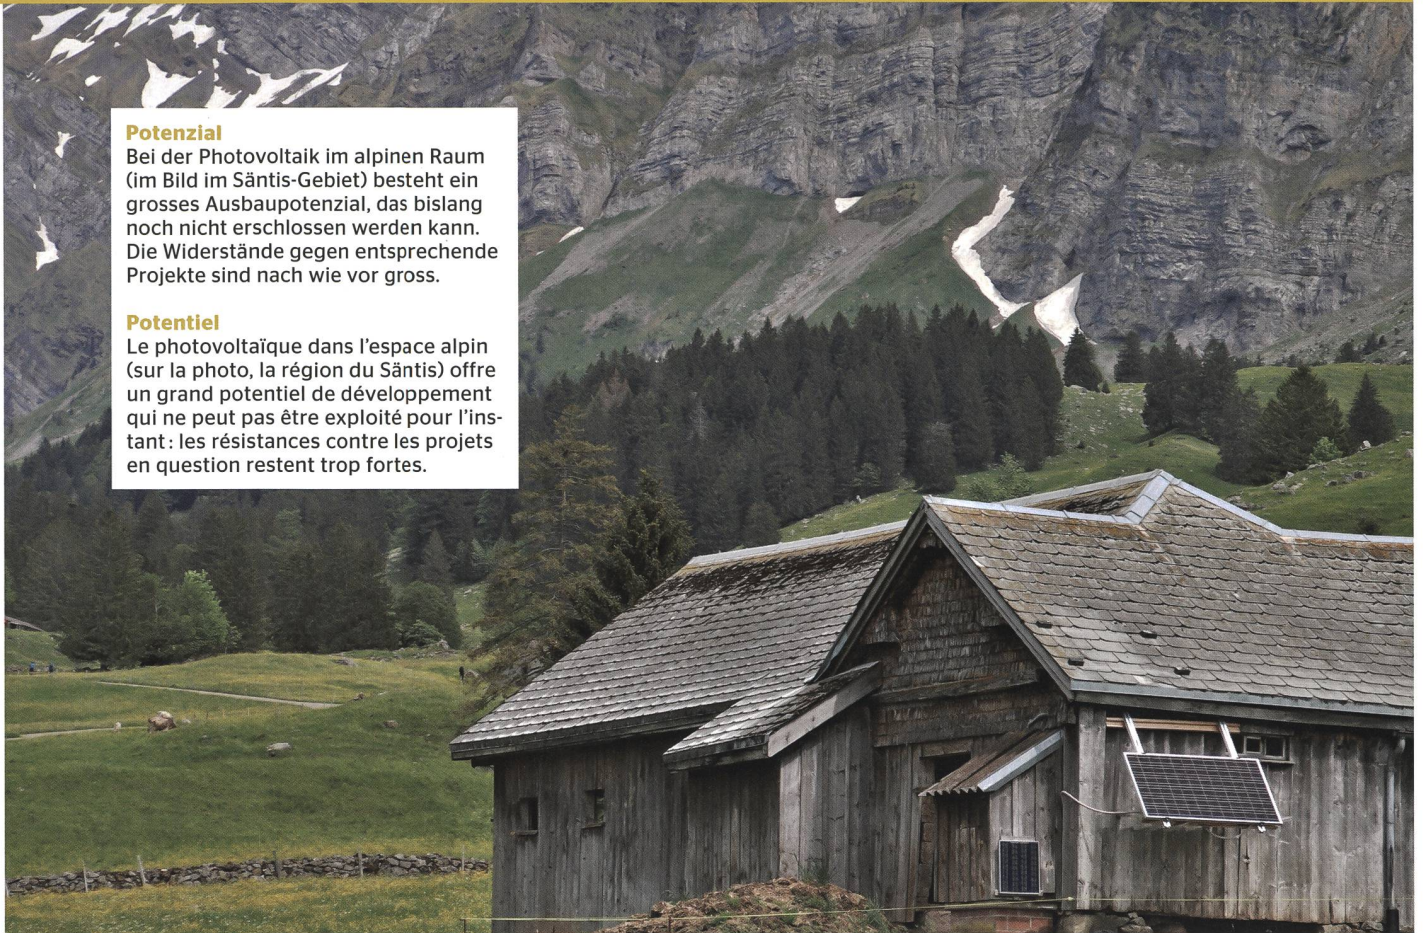 Potenzial
Bei der Photovoltaik im alpinen Raum
(im Bild im Säntis-Gebiet) besteht ein
grosses Ausbaupotenzial, das bislang
noch nicht erschlossen werden kann.
Die Widerstände gegen entsprechende
Projekte sind nach wie vor gross.
Potentiel
Le photovoltaïque dans l'espace alpin
(sur la photo, la région du Säntis) offre
un grand potentiel de développement
qui ne peut pas être exploité pour l'ins-
tant : les résistances contre les projets
en question restent trop fortes.